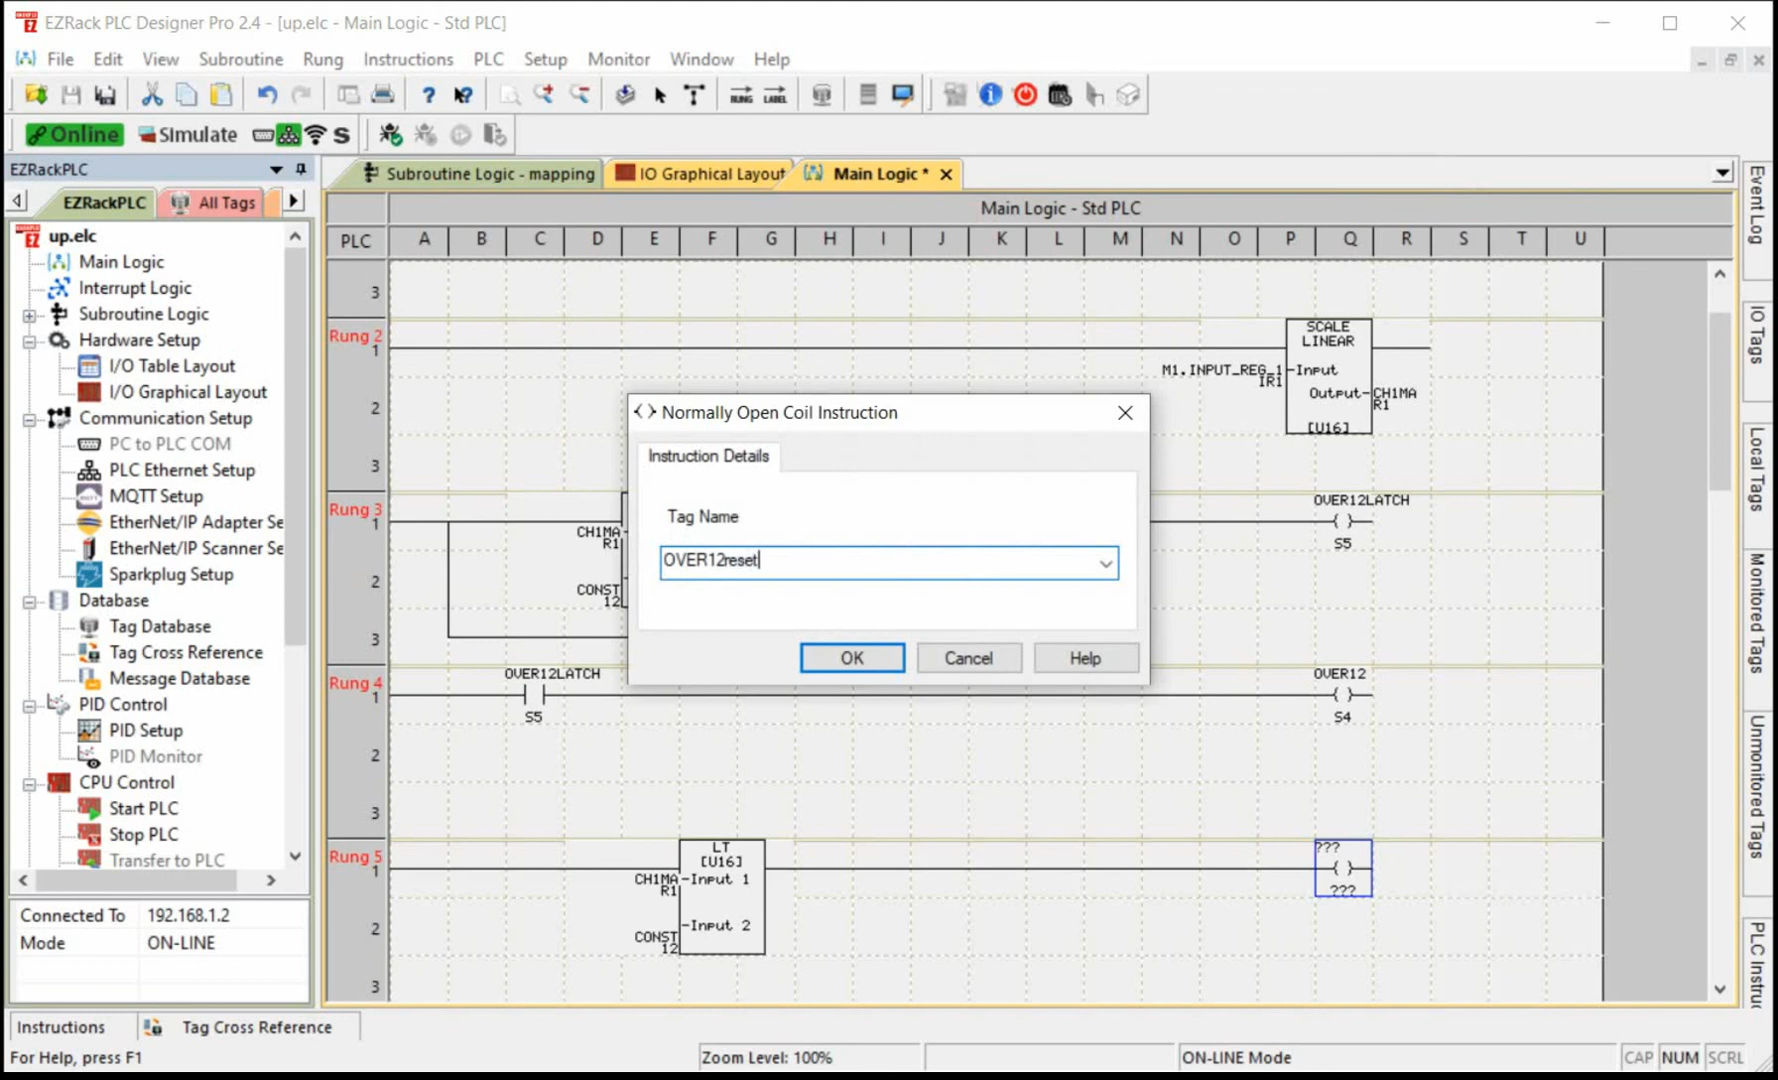 EZRack PLC Designer Pro 2.4 - [up.elc - Main Logic - Std PLC]
File Edit View Subroutine Rung Instructions PLC Setup Monitor Window Help
RUNG LABEL
Online Simulate S
EZRackPLC
EZRackPLC All Tags
Subroutine Logic - mapping IO Graphical Layout Main Logic *
Main Logic - Std PLC
PLC A B C D E F G H I J K L M N O P Q R S T U
up.elc
Main Logic
Interrupt Logic
Subroutine Logic
Hardware Setup
I/O Table Layout
I/O Graphical Layout
Communication Setup
PC to PLC COM
PLC Ethernet Setup
MQTT Setup
EtherNet/IP Adapter Se
EtherNet/IP Scanner Se
Sparkplug Setup
Database
Tag Database
Tag Cross Reference
Message Database
PID Control
PID Setup
PID Monitor
CPU Control
Start PLC
Stop PLC
Transfer to PLC
Connected To 192.168.1.2
Mode ON-LINE
3
Rung 2
1
SCALE
LINEAR
M1.INPUT_REG_1
IR1
Input
Output
CH1MA
R1
[U16]
2
3
Rung 3
1
CH1MA
R1
CONST
12
OVER12LATCH
S5
2
3
Rung 4
1
OVER12LATCH
S5
OVER12
S4
2
3
Rung 5
1
LT
[U16]
CH1MA
R1
Input 1
Input 2
CONST
12
???
???
2
3
Normally Open Coil Instruction
Instruction Details
Tag Name
OVER12reset
OK Cancel Help
Event Log
IO Tags
Local Tags
Monitored Tags
Unmonitored Tags
PLC Instruc
Instructions Tag Cross Reference
For Help, press F1 Zoom Level: 100% ON-LINE Mode CAP NUM SCRL